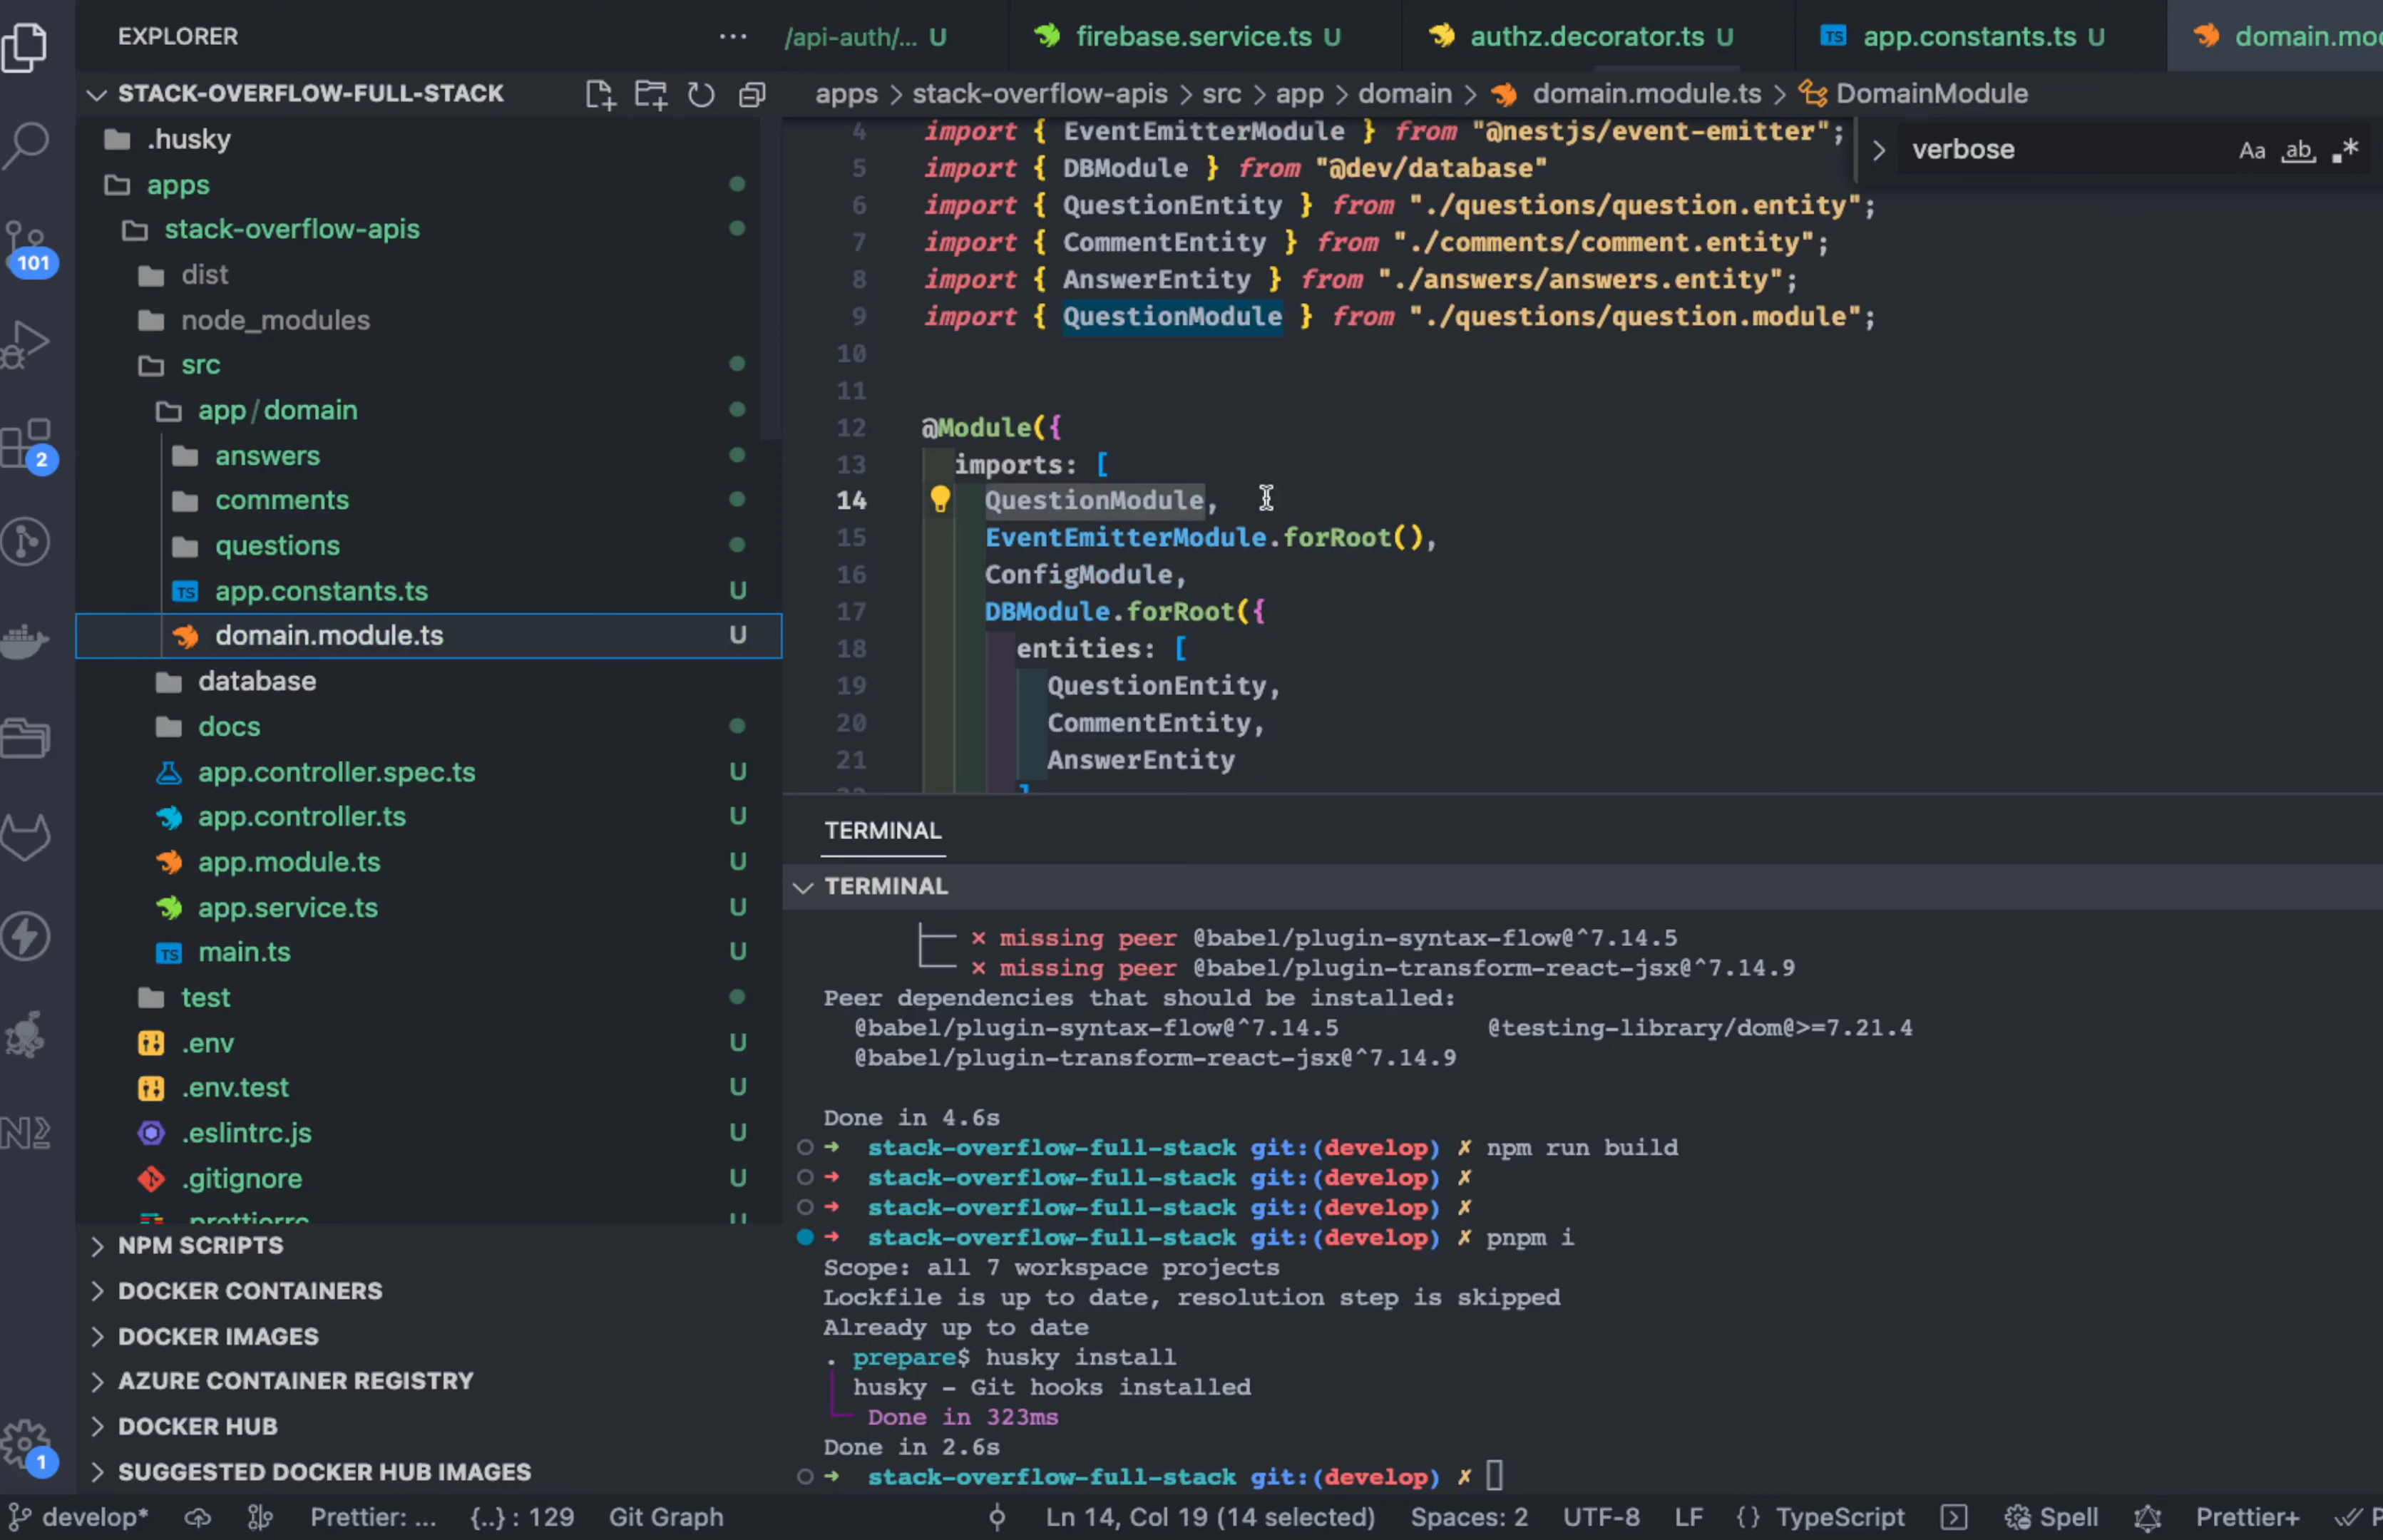 EXPLORER
STACK-OVERFLOW-FULL-STACK
.husky
apps
stack-overflow-apis
dist
node_modules
src
app/domain
answers
comments
questions
app.constants.ts U
domain.module.ts U
database
docs
app.controller.spec.ts U
app.controller.ts U
app.module.ts U
app.service.ts U
main.ts U
test
.env U
.env.test U
.eslintrc.js U
.gitignore U
.prettierrc U
NPM SCRIPTS
DOCKER CONTAINERS
DOCKER IMAGES
AZURE CONTAINER REGISTRY
DOCKER HUB
SUGGESTED DOCKER HUB IMAGES
101
2
1
/api-auth/... U
firebase.service.ts U
authz.decorator.ts U
TS app.constants.ts U
apps > stack-overflow-apis > src > app > domain > domain.module.ts > DomainModule
verbose Aa ab .*
4 import { EventEmitterModule } from "@nestjs/event-emitter";
5 import { DBModule } from "@dev/database"
6 import { QuestionEntity } from "./questions/question.entity";
7 import { CommentEntity } from "./comments/comment.entity";
8 import { AnswerEntity } from "./answers/answers.entity";
9 import { QuestionModule } from "./questions/question.module";
10
11
12 @Module({
13 imports: [
14 QuestionModule,
15 EventEmitterModule.forRoot(),
16 ConfigModule,
17 DBModule.forRoot({
18 entities: [
19 QuestionEntity,
20 CommentEntity,
21 AnswerEntity
]
TERMINAL
TERMINAL
├── ✕ missing peer @babel/plugin-syntax-flow@^7.14.5
└── ✕ missing peer @babel/plugin-transform-react-jsx@^7.14.9
Peer dependencies that should be installed:
@babel/plugin-syntax-flow@^7.14.5 @testing-library/dom@>=7.21.4
@babel/plugin-transform-react-jsx@^7.14.9
Done in 4.6s
➜ stack-overflow-full-stack git:(develop) ✗ npm run build
➜ stack-overflow-full-stack git:(develop) ✗
➜ stack-overflow-full-stack git:(develop) ✗
➜ stack-overflow-full-stack git:(develop) ✗ pnpm i
Scope: all 7 workspace projects
Lockfile is up to date, resolution step is skipped
Already up to date
. prepare$ husky install
husky - Git hooks installed
Done in 323ms
Done in 2.6s
➜ stack-overflow-full-stack git:(develop) ✗
develop* Prettier: ... {..} : 129 Git Graph Ln 14, Col 19 (14 selected) Spaces: 2 UTF-8 LF {} TypeScript Spell Prettier+